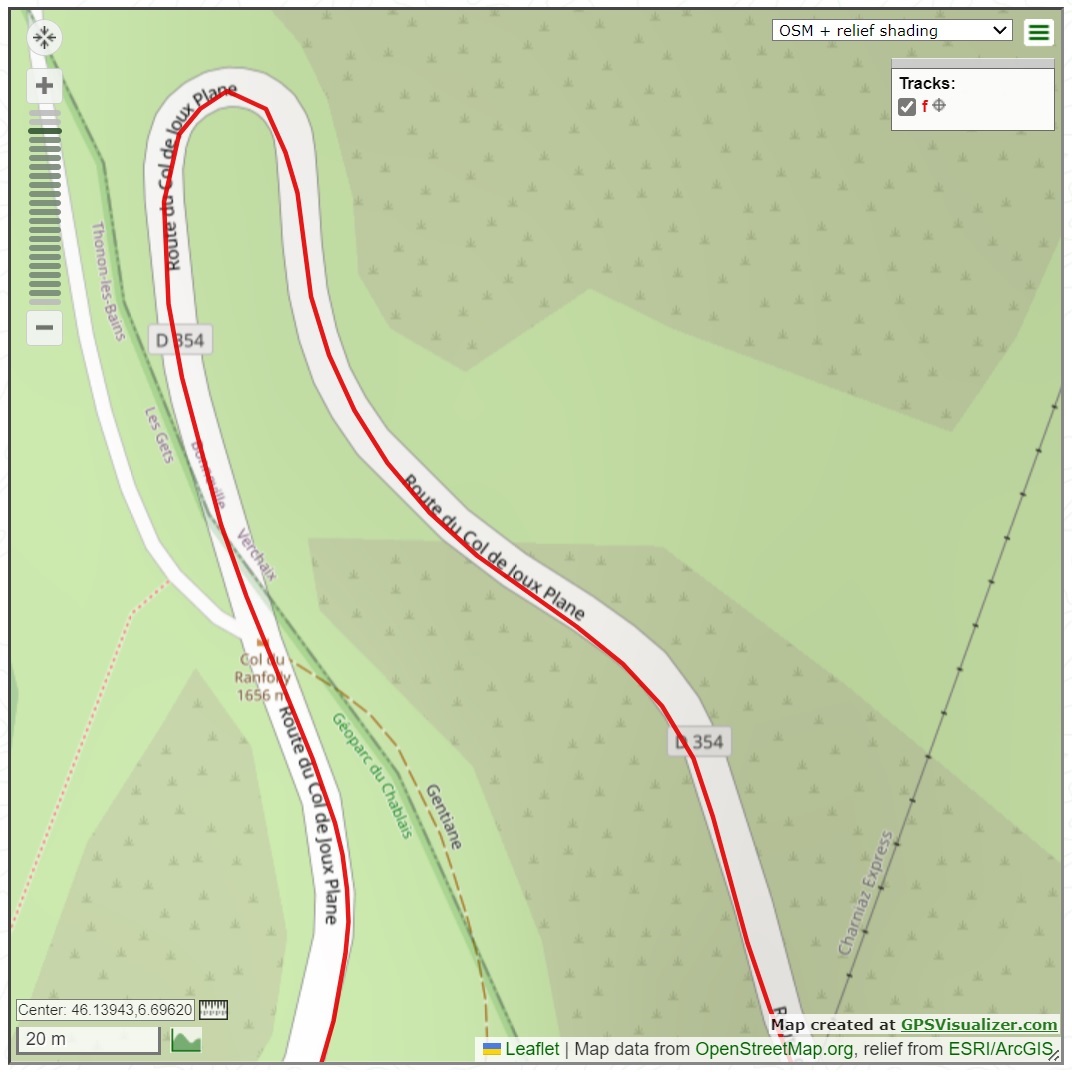 OSM + relief shading
Tracks:
f
Route du Col de Joux Plane
Thonon-les-Bains
D 354
Les Gets
Bonneville
Verchaix
Route du Col de Joux Plane
Col du
Ranfolly
1656 m
Route du Col de Joux Plane
Géoparc du Chablais
D 354
Gentiane
Charniaz Express
Center: 46.13943,6.69620
20 m
Map created at GPSVisualizer.com
Leaflet | Map data from OpenStreetMap.org, relief from ESRI/ArcGIS